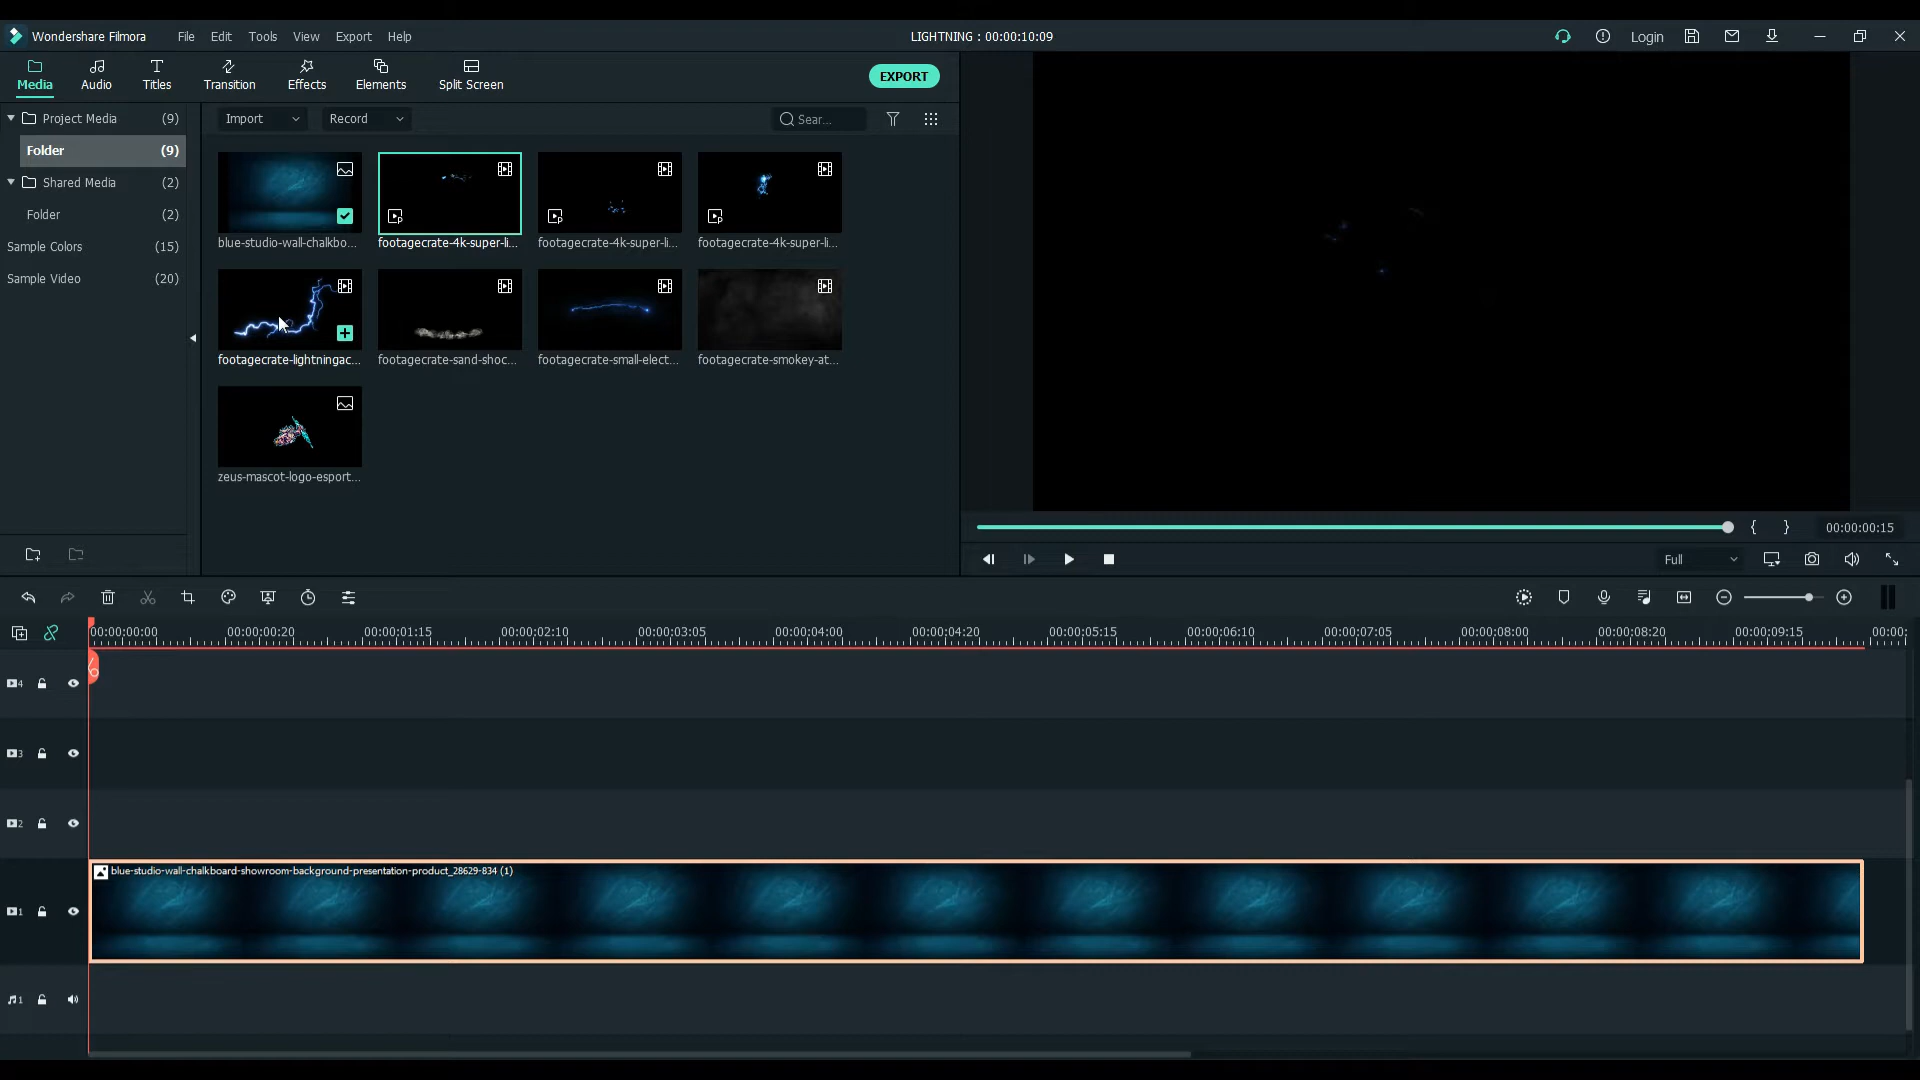 Wondershare Filmora
File
Edit
Tools
View
Export
Help
LIGHTNING : 00:00:10:09
Login
Media
Audio
Titles
Transition
Effects
Elements
Split Screen
EXPORT
Project Media (9)
Folder (9)
Shared Media (2)
Folder (2)
Sample Colors (15)
Sample Video (20)
Import
Record
Sear...
blue-studio-wall-chalkbo...
footagecrate-4k-super-li...
footagecrate-4k-super-li...
footagecrate-4k-super-li...
footagecrate-lightningac...
footagecrate-sand-shoc...
footagecrate-small-elect...
footagecrate-smokey-at...
zeus-mascot-logo-esport...
{ }
00:00:00:15
Full
00:00:00:00
00:00:00:20
00:00:01:15
00:00:02:10
00:00:03:05
00:00:04:00
00:00:04:20
00:00:05:15
00:00:06:10
00:00:07:05
00:00:08:00
00:00:08:20
00:00:09:15
00:00:
4
3
2
blue-studio-wall-chalkboard-showroom-background-presentation-product_28629-834 (1)
1
1